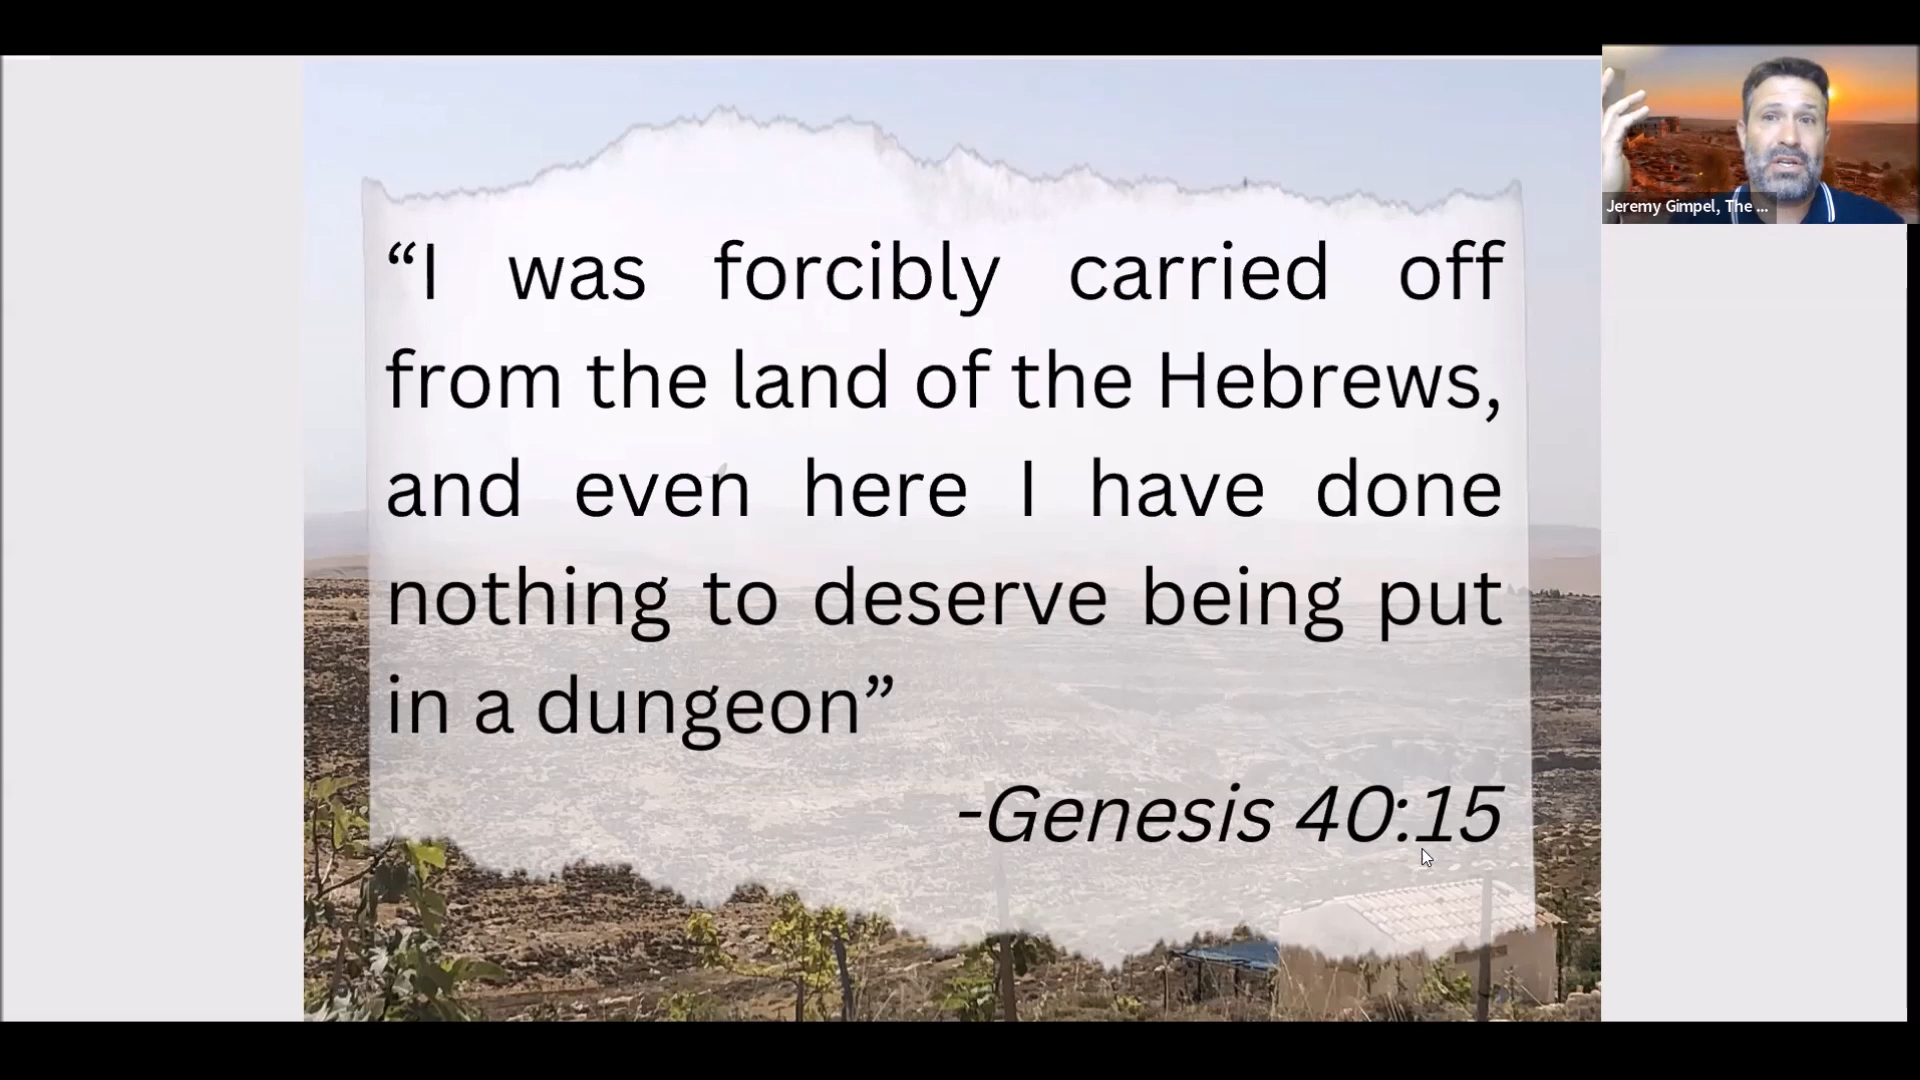 “I was forcibly carried off
from the land of the Hebrews,
and even here I have done
nothing to deserve being put
in a dungeon”
-Genesis 40:15
Jeremy Gimpel, The ...